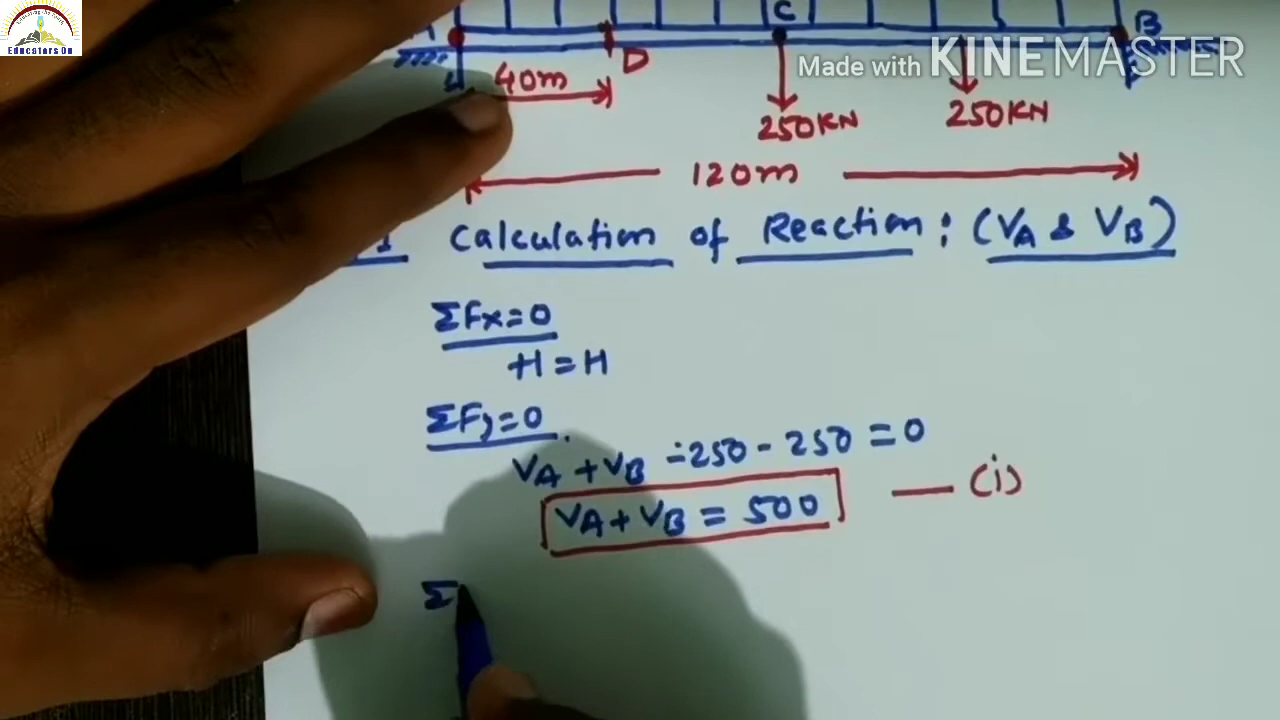 Educators On
C
B
D
40m
Made with KINEMASTER
250KN
250KN
120m
1 Calculation of Reaction : (VA & VB)
ΣFx=0
H=H
ΣFy=0
VA + VB -250 - 250 = 0
VA + VB = 500 — (i)
Σ